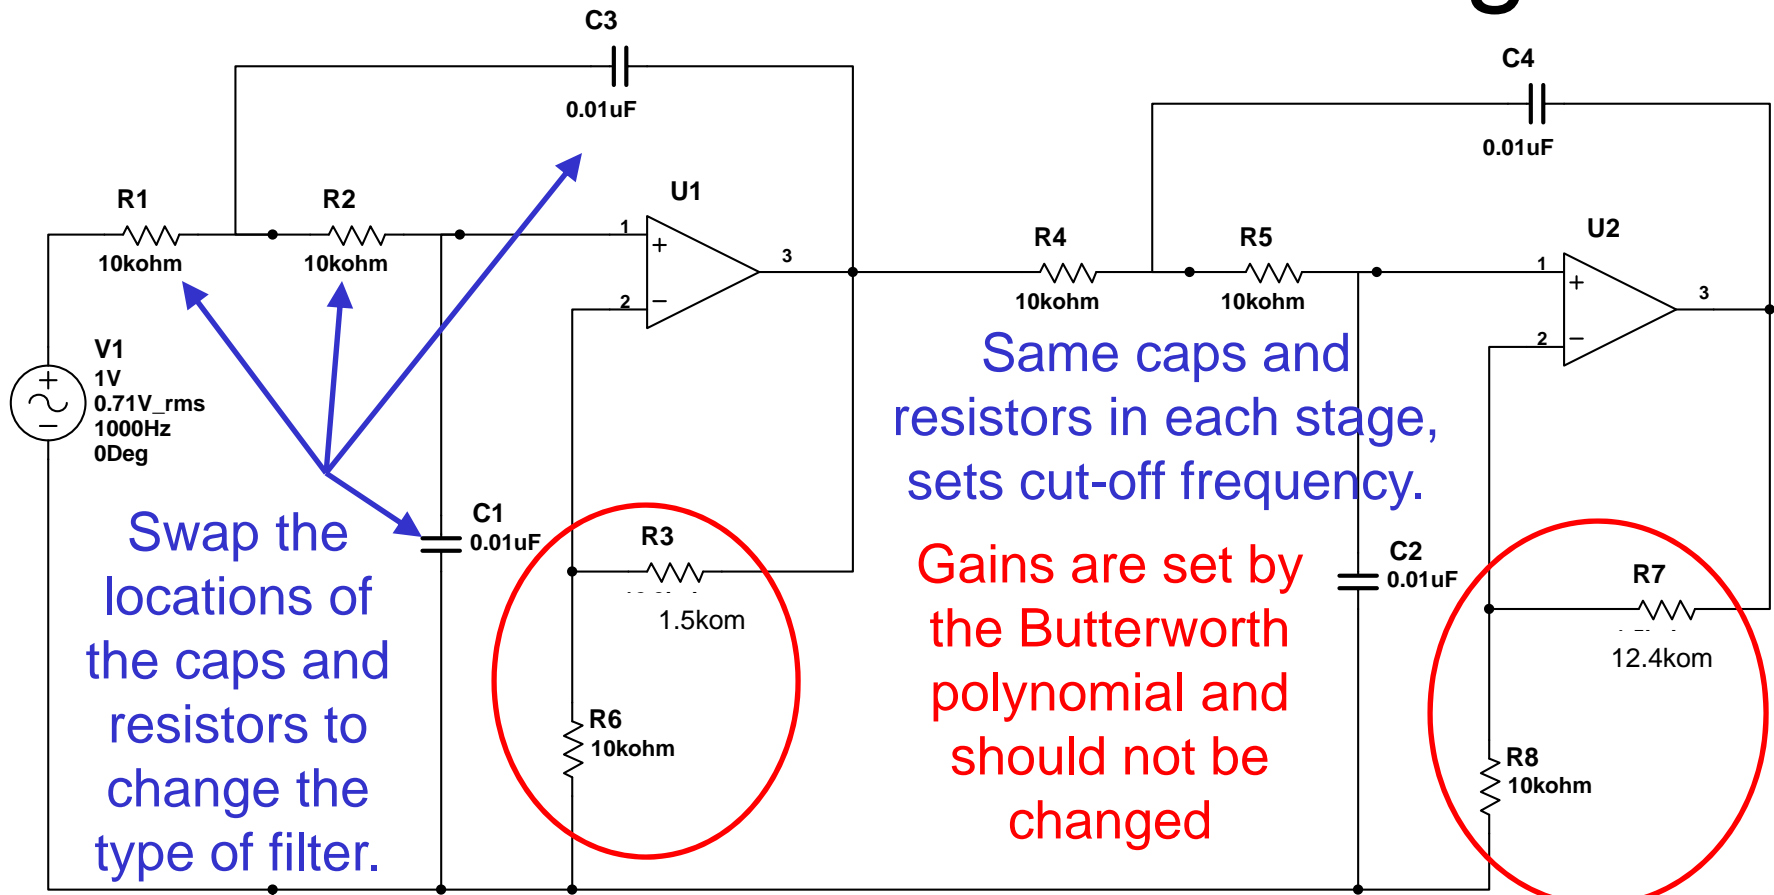 g
C3
0.01uF
C4
0.01uF
R1
10kohm
R2
10kohm
U1
1
+
2
−
3
R4
10kohm
R5
10kohm
U2
1
+
2
−
3
V1
1V
0.71V_rms
1000Hz
0Deg
+
−
Same caps and
resistors in each stage,
sets cut-off frequency.
Swap the
locations of
the caps and
resistors to
change the
type of filter.
C1
0.01uF
R3
1.5kom
R6
10kohm
Gains are set by
the Butterworth
polynomial and
should not be
changed
C2
0.01uF
R7
12.4kom
R8
10kohm